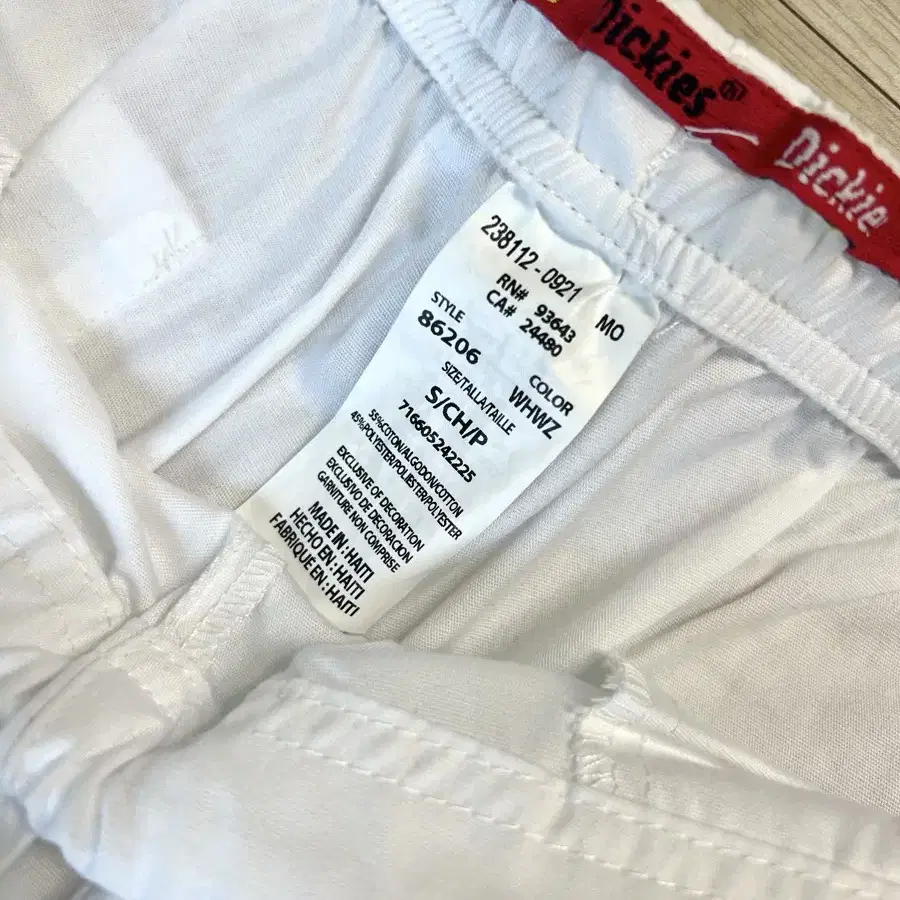 Dickies
Dickie
238112-0921 MO
RN# 93643
CA# 24480
STYLE COLOR
86206 WHWZ
SIZE/TALLA/TAILLE
S/CH/P
716605242225
55%COTON/ALGODON/COTTON
45%POLYESTER/POLIESTER/POLYESTER
EXCLUSIVE OF DECORATION
EXCLUSIVO DE DECORACION
GARNITURE NON COMPRISE
MADE IN: HAITI
HECHO EN: HAITI
FABRIQUE EN: HAITI